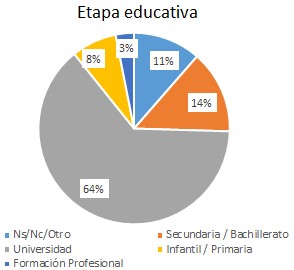 Etapa educativa
3%
11%
8%
14%
64%
Ns/Nc/Otro
Secundaria / Bachillerato
Universidad
Infantil / Primaria
Formación Profesional